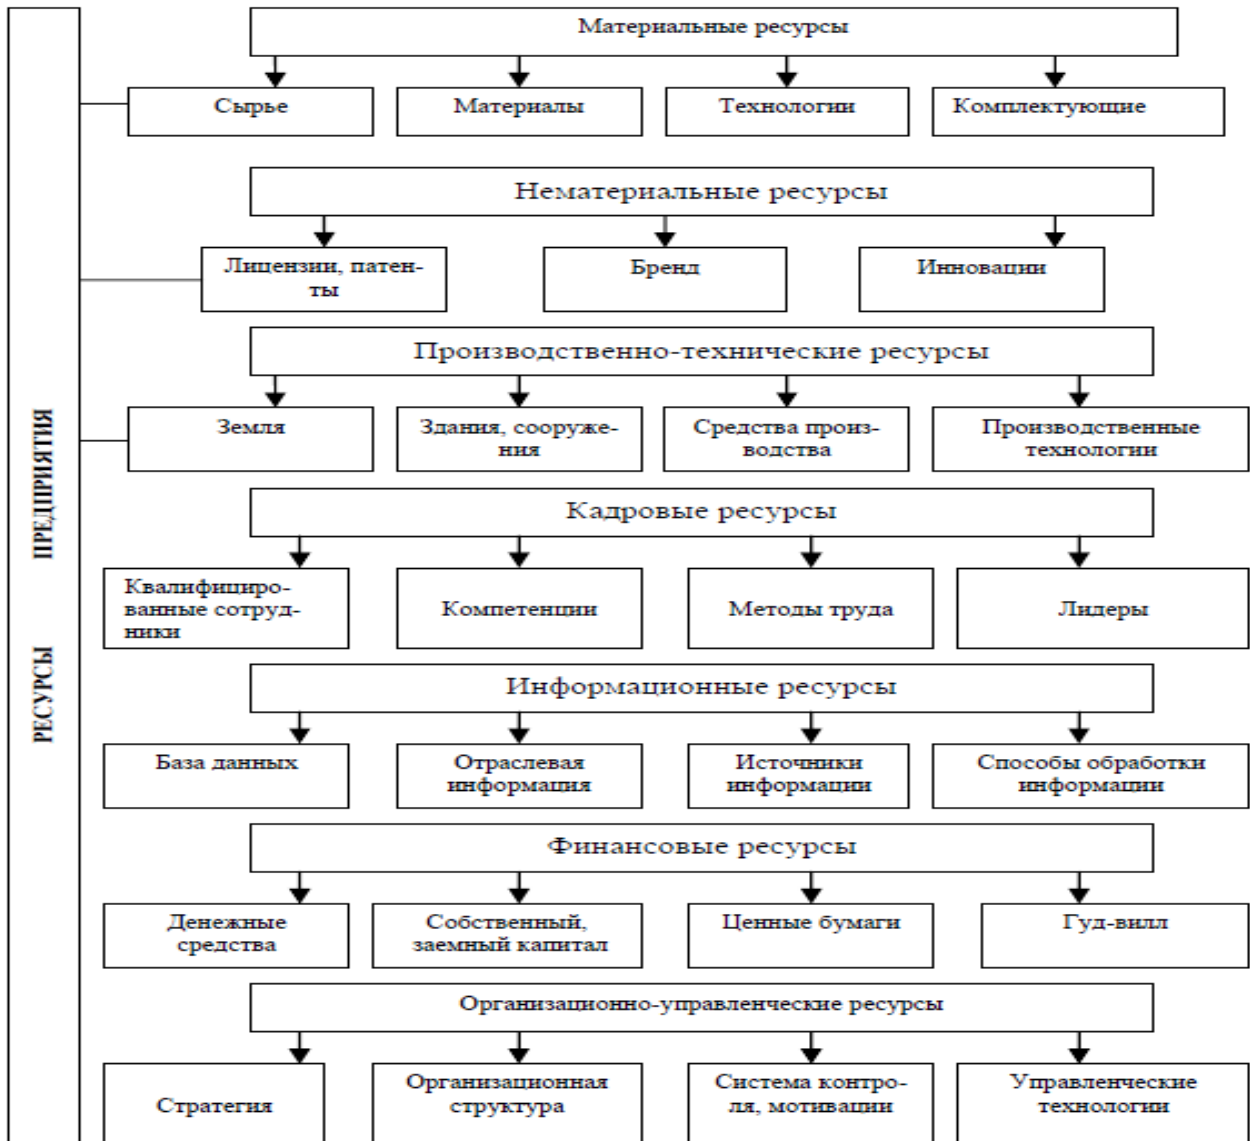 РЕСУРСЫ ПРЕДПРИЯТИЯ
Материальные ресурсы
Сырье
Материалы
Технологии
Комплектующие
Нематериальные ресурсы
Лицензии, патен-
ты
Бренд
Инновации
Производственно-технические ресурсы
Земля
Здания, сооруже-
ния
Средства произ-
водства
Производственные
технологии
Кадровые ресурсы
Квалифициро-
ванные сотруд-
ники
Компетенции
Методы труда
Лидеры
Информационные ресурсы
База данных
Отраслевая
информация
Источники
информации
Способы обработки
информации
Финансовые ресурсы
Денежные
средства
Собственный,
заемный капитал
Ценные бумаги
Гуд-вилл
Организационно-управленческие ресурсы
Стратегия
Организационная
структура
Система контро-
ля, мотивации
Управленческие
технологии